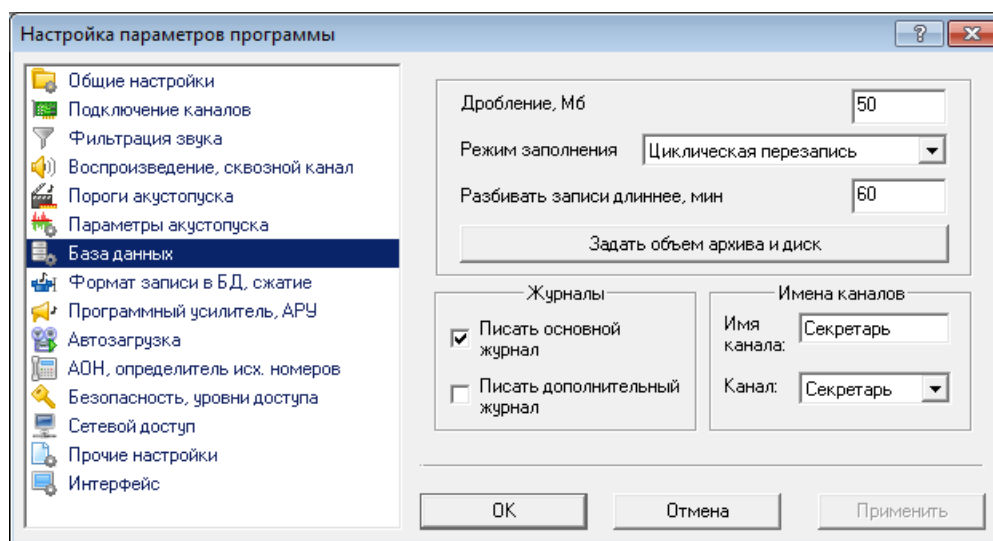 Настройка параметров программы
Общие настройки
Подключение каналов
Фильтрация звука
Воспроизведение, сквозной канал
Пороги акустопуска
Параметры акустопуска
База данных
Формат записи в БД, сжатие
Программный усилитель, АРУ
Автозагрузка
АОН, определитель исх. номеров
Безопасность, уровни доступа
Сетевой доступ
Прочие настройки
Интерфейс
Дробление, Мб 50
Режим заполнения Циклическая перезапись
Разбивать записи длиннее, мин 60
Задать объем архива и диск
Журналы
Писать основной
журнал
Писать дополнительный
журнал
Имена каналов
Имя
канала:
Секретарь
Канал: Секретарь
OK Отмена Применить